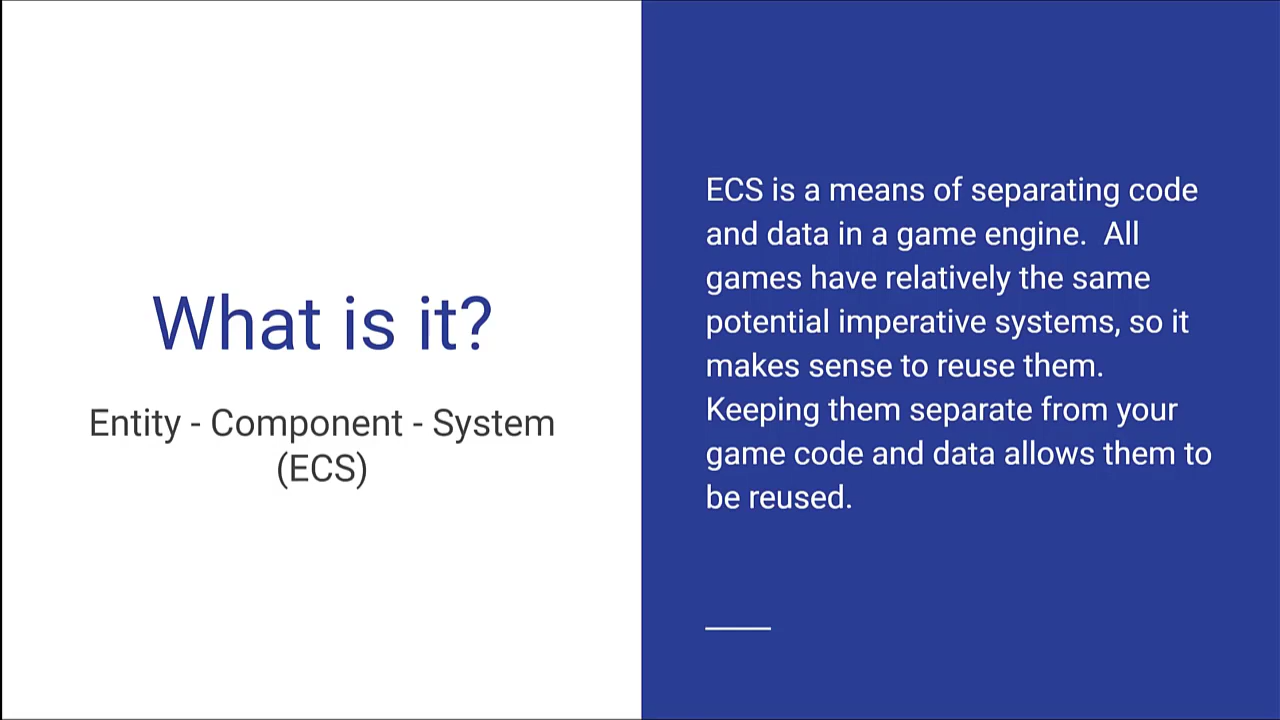 What is it?
Entity - Component - System
(ECS)
ECS is a means of separating code
and data in a game engine.  All
games have relatively the same
potential imperative systems, so it
makes sense to reuse them.
Keeping them separate from your
game code and data allows them to
be reused.